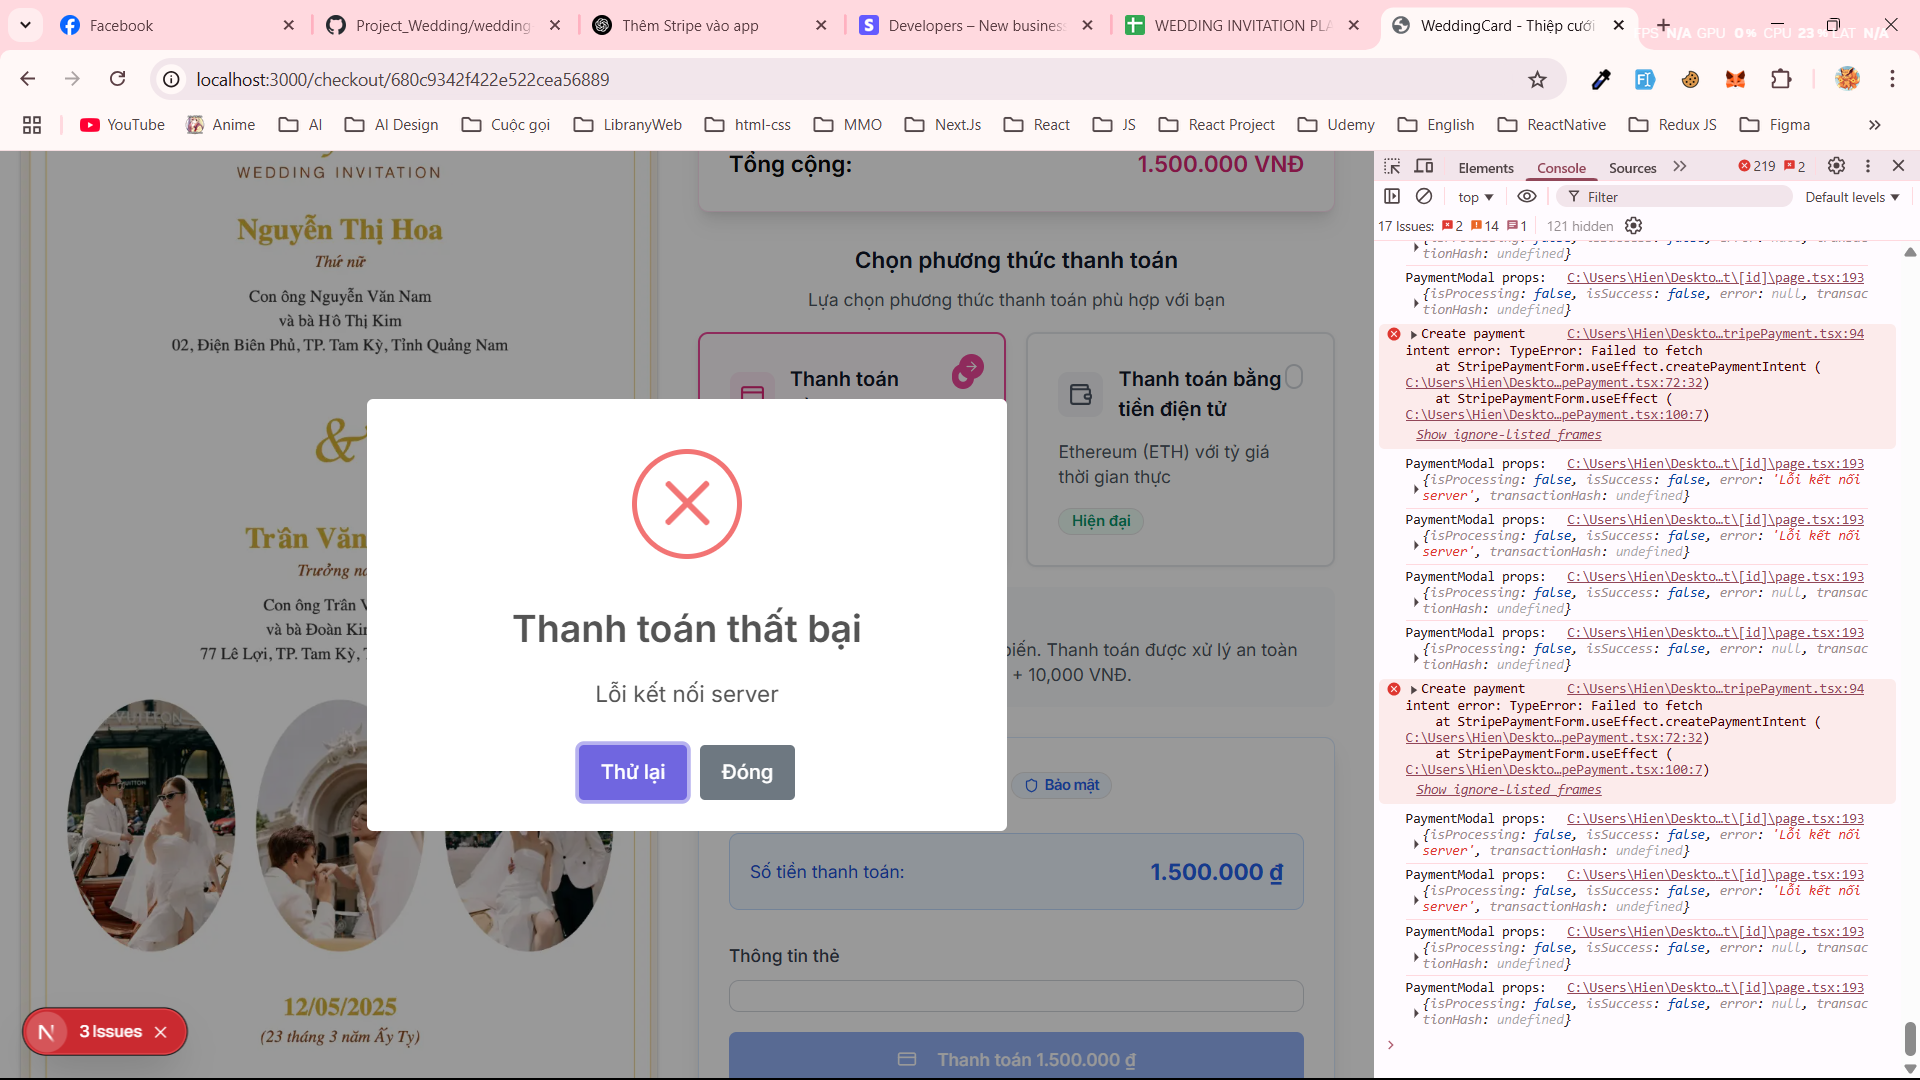 Facebook
Project_Wedding/wedding
Thêm Stripe vào app
Developers – New business
WEDDING INVITATION PLA
WeddingCard - Thiệp cưới
FPS N/A GPU 0% CPU 23% LAT N/A
localhost:3000/checkout/680c9342f422e522cea56889
YouTube
Anime
AI
AI Design
Cuộc gọi
LibranyWeb
html-css
MMO
Next.Js
React
JS
React Project
Udemy
English
ReactNative
Redux JS
Figma
WEDDING INVITATION
Nguyễn Thị Hoa
Thứ nữ
Con ông Nguyễn Văn Nam
và bà Hồ Thị Kim
02, Điện Biên Phủ, TP. Tam Kỳ, Tỉnh Quảng Nam
&
Trần Văn
Trưởng na
Con ông Trần V
và bà Đoàn Kin
77 Lê Lợi, TP. Tam Kỳ,
12/05/2025
(23 tháng 3 năm Ấy Tỵ)
N 3 Issues
Tổng cộng:
1.500.000 VNĐ
Chọn phương thức thanh toán
Lựa chọn phương thức thanh toán phù hợp với bạn
Thanh toán
Thanh toán bằng
tiền điện tử
Ethereum (ETH) với tỷ giá
thời gian thực
Hiện đại
biến. Thanh toán được xử lý an toàn
+ 10,000 VNĐ.
Bảo mật
Số tiền thanh toán:
1.500.000 ₫
Thông tin thẻ
Thanh toán 1.500.000 ₫
Thanh toán thất bại
Lỗi kết nối server
Thử lại
Đóng
Elements
Console
Sources
219
2
top
Filter
Default levels
17 Issues: 2 14 1
121 hidden
tionHash: undefined}
PaymentModal props: C:\Users\Hien\Deskto…t\[id]\page.tsx:193
{isProcessing: false, isSuccess: false, error: null, transac
tionHash: undefined}
Create payment C:\Users\Hien\Deskto…tripePayment.tsx:94
intent error: TypeError: Failed to fetch
at StripePaymentForm.useEffect.createPaymentIntent (
C:\Users\Hien\Deskto…pePayment.tsx:72:32)
at StripePaymentForm.useEffect (
C:\Users\Hien\Deskto…pePayment.tsx:100:7)
Show ignore-listed frames
PaymentModal props: C:\Users\Hien\Deskto…t\[id]\page.tsx:193
{isProcessing: false, isSuccess: false, error: 'Lỗi kết nối
server', transactionHash: undefined}
PaymentModal props: C:\Users\Hien\Deskto…t\[id]\page.tsx:193
{isProcessing: false, isSuccess: false, error: 'Lỗi kết nối
server', transactionHash: undefined}
PaymentModal props: C:\Users\Hien\Deskto…t\[id]\page.tsx:193
{isProcessing: false, isSuccess: false, error: null, transac
tionHash: undefined}
PaymentModal props: C:\Users\Hien\Deskto…t\[id]\page.tsx:193
{isProcessing: false, isSuccess: false, error: null, transac
tionHash: undefined}
Create payment C:\Users\Hien\Deskto…tripePayment.tsx:94
intent error: TypeError: Failed to fetch
at StripePaymentForm.useEffect.createPaymentIntent (
C:\Users\Hien\Deskto…pePayment.tsx:72:32)
at StripePaymentForm.useEffect (
C:\Users\Hien\Deskto…pePayment.tsx:100:7)
Show ignore-listed frames
PaymentModal props: C:\Users\Hien\Deskto…t\[id]\page.tsx:193
{isProcessing: false, isSuccess: false, error: 'Lỗi kết nối
server', transactionHash: undefined}
PaymentModal props: C:\Users\Hien\Deskto…t\[id]\page.tsx:193
{isProcessing: false, isSuccess: false, error: 'Lỗi kết nối
server', transactionHash: undefined}
PaymentModal props: C:\Users\Hien\Deskto…t\[id]\page.tsx:193
{isProcessing: false, isSuccess: false, error: null, transac
tionHash: undefined}
PaymentModal props: C:\Users\Hien\Deskto…t\[id]\page.tsx:193
{isProcessing: false, isSuccess: false, error: null, transac
tionHash: undefined}